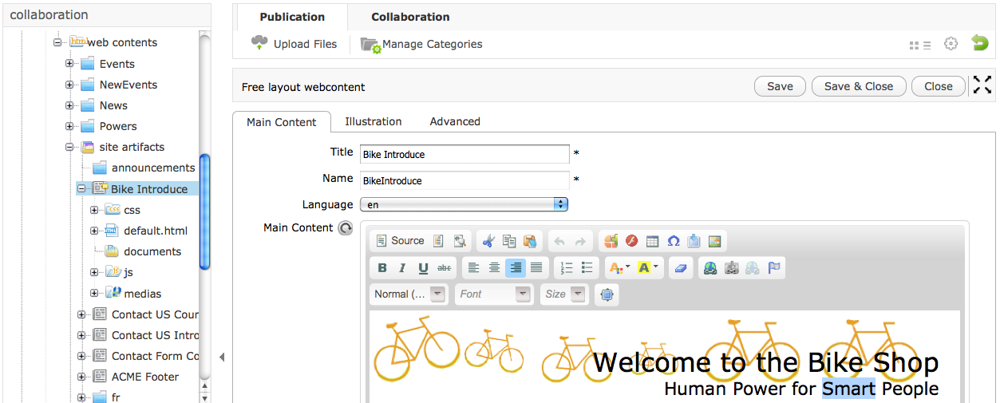 collaboration
web contents
Events
NewEvents
News
Powers
site artifacts
announcements
Bike Introduce
css
default.html
documents
js
medias
Contact US Cour
Contact US Intro
Contact Form Co
ACME Footer
fr
Publication Collaboration
Upload Files Manage Categories
Free layout webcontent Save Save & Close Close
Main Content Illustration Advanced
Title Bike Introduce *
Name BikeIntroduce *
Language en
Main Content
Source
B I U abc
A A
Normal (... Font Size
Welcome to the Bike Shop
Human Power for Smart People